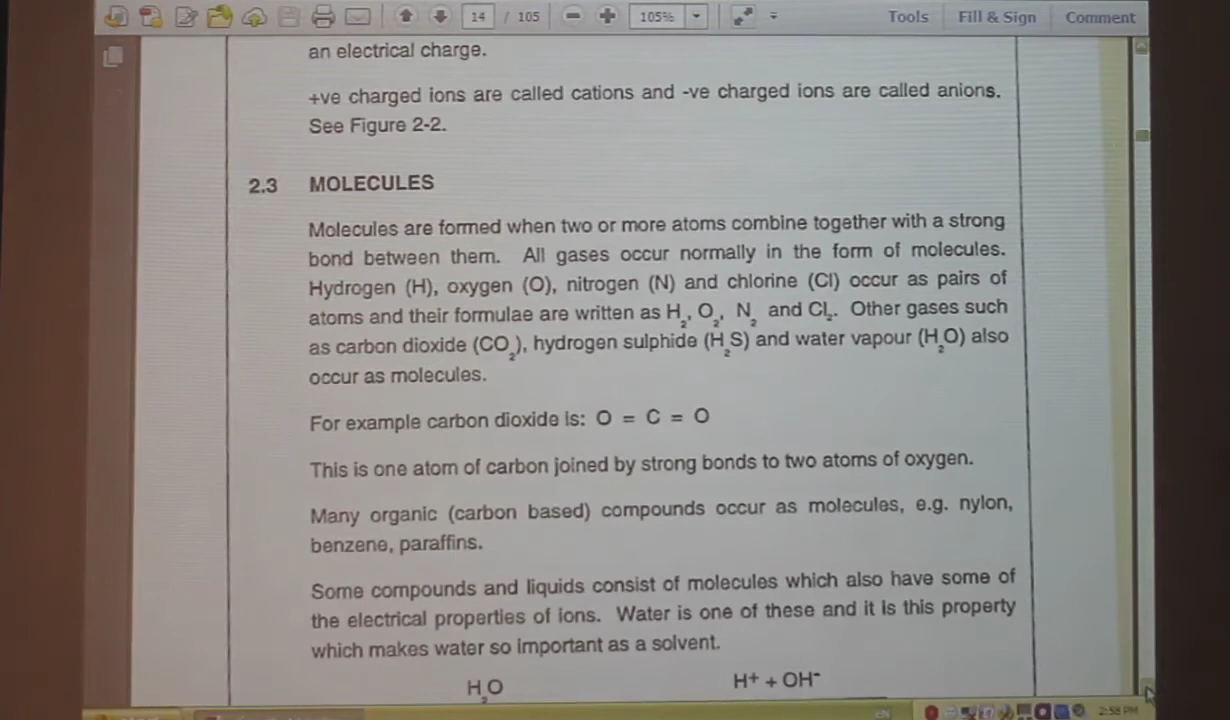 14 / 105 105% Tools Fill & Sign Comment
an electrical charge.
+ve charged ions are called cations and -ve charged ions are called anions.
See Figure 2-2.
2.3 MOLECULES
Molecules are formed when two or more atoms combine together with a strong
bond between them. All gases occur normally in the form of molecules.
Hydrogen (H), oxygen (O), nitrogen (N) and chlorine (Cl) occur as pairs of
atoms and their formulae are written as H₂, O₂, N₂ and Cl₂. Other gases such
as carbon dioxide (CO₂), hydrogen sulphide (H₂S) and water vapour (H₂O) also
occur as molecules.
For example carbon dioxide is: O = C = O
This is one atom of carbon joined by strong bonds to two atoms of oxygen.
Many organic (carbon based) compounds occur as molecules, e.g. nylon,
benzene, paraffins.
Some compounds and liquids consist of molecules which also have some of
the electrical properties of ions. Water is one of these and it is this property
which makes water so important as a solvent.
H₂O H⁺ + OH⁻
EN 2:58 PM